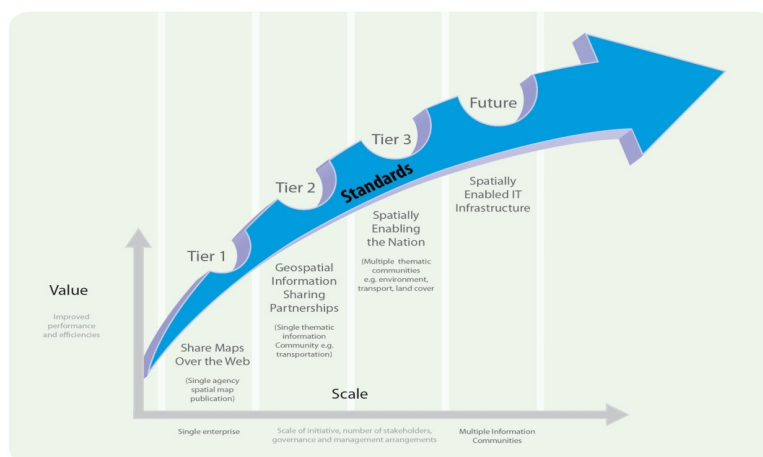 Future
Tier 3
Standards
Tier 2
Spatially
Enabled IT
Infrastructure
Spatially
Enabling
the Nation
(Multiple thematic
communities
e.g. environment,
transport, land cover
Tier 1
Geospatial
Information
Sharing
Partnerships
(Single thematic
information
Community e.g.
transportation)
Value
Improved
performance
and efficiencies
Share Maps
Over the Web
(Single agency
spatial map
publication)
Scale
Single enterprise
Scale of initiative, number of stakeholders,
governance and management arrangements
Multiple Information
Communities